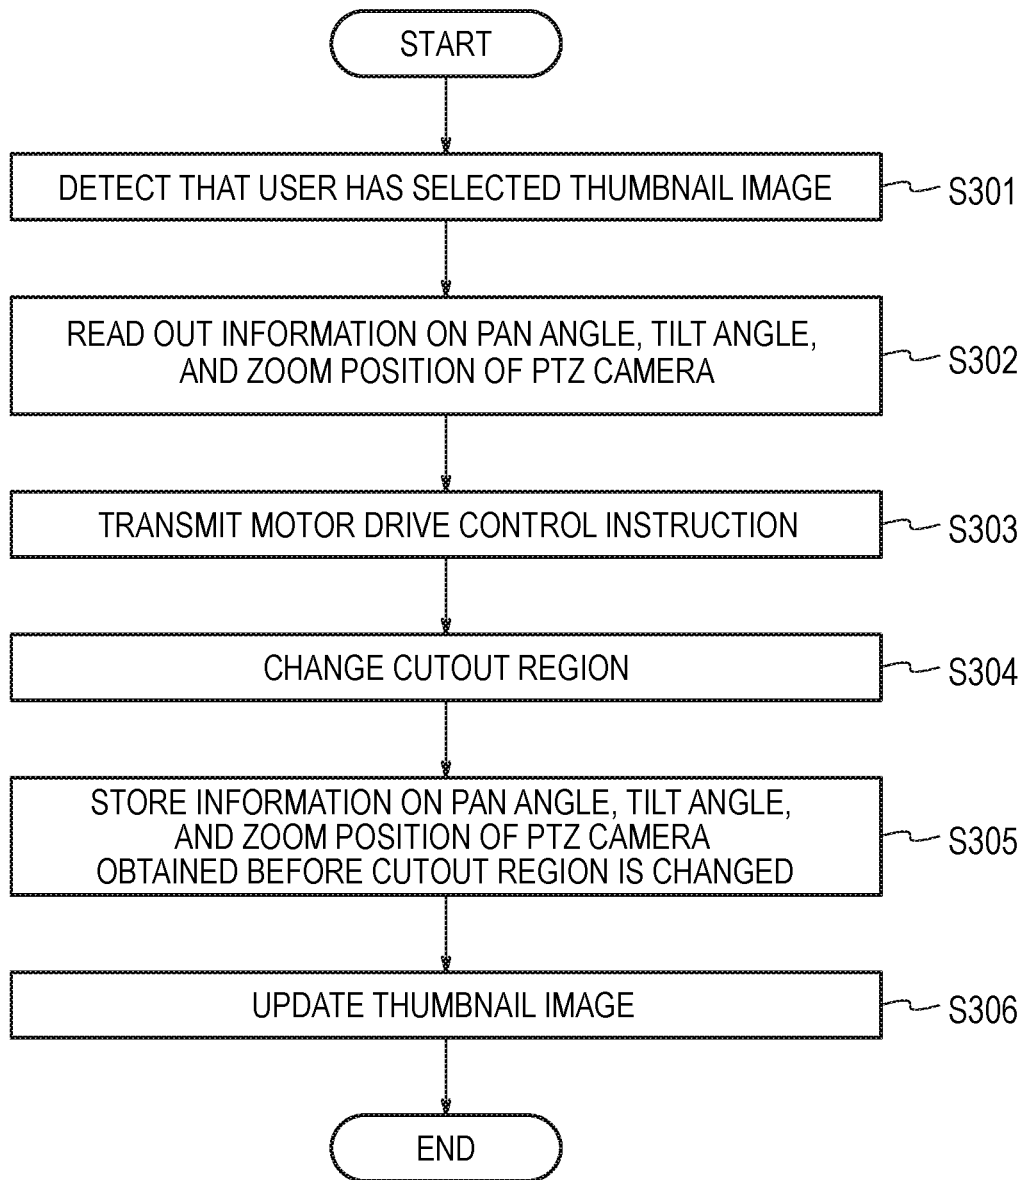 START
DETECT THAT USER HAS SELECTED THUMBNAIL IMAGE
S301
READ OUT INFORMATION ON PAN ANGLE, TILT ANGLE,
AND ZOOM POSITION OF PTZ CAMERA
S302
TRANSMIT MOTOR DRIVE CONTROL INSTRUCTION
S303
CHANGE CUTOUT REGION
S304
STORE INFORMATION ON PAN ANGLE, TILT ANGLE,
AND ZOOM POSITION OF PTZ CAMERA
OBTAINED BEFORE CUTOUT REGION IS CHANGED
S305
UPDATE THUMBNAIL IMAGE
S306
END